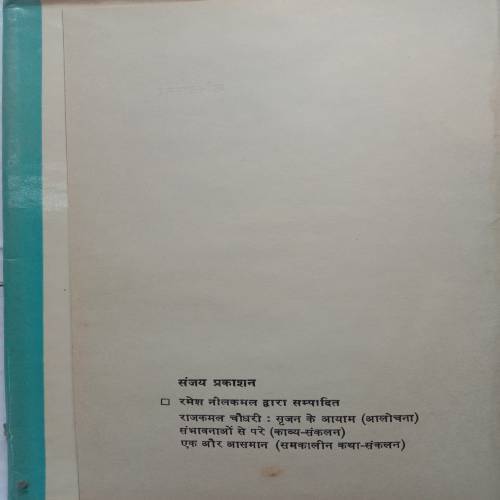 संजय प्रकाशन
□ रमेश नीलकमल द्वारा सम्पादित
राजकमल चौधरी : सृजन के आयाम (आलोचना)
संभावनाओं से परे (काव्य-संकलन)
एक और आसमान (समकालीन कथा-संकलन)